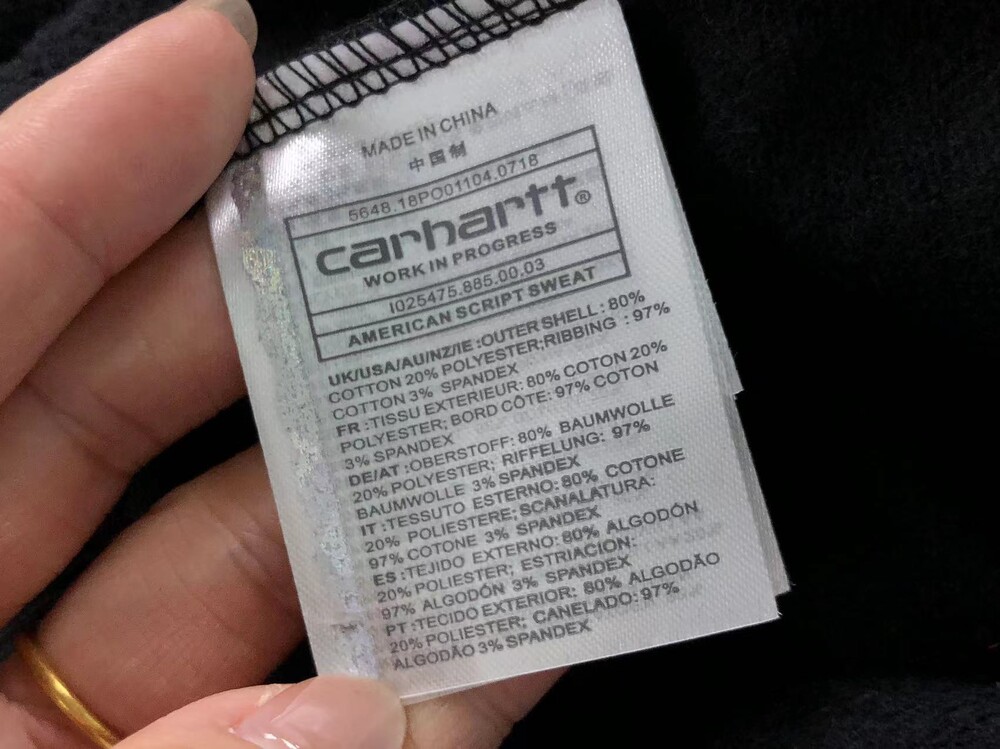 MADE IN CHINA
中国制
5648.18PO01104.0718
carhartt®
WORK IN PROGRESS
I025475.885.00.03
AMERICAN SCRIPT SWEAT
UK/USA/AU/NZ/IE :OUTER SHELL : 80%
COTTON 20% POLYESTER;RIBBING : 97%
COTTON 3% SPANDEX
FR :TISSU EXTERIEUR: 80% COTON 20%
POLYESTER; BORD CÔTE: 97% COTON
3% SPANDEX
DE/AT :OBERSTOFF: 80% BAUMWOLLE
20% POLYESTER; RIFFELUNG: 97%
BAUMWOLLE 3% SPANDEX
IT :TESSUTO ESTERNO: 80% COTONE
20% POLIESTERE; SCANALATURA:
97% COTONE 3% SPANDEX
ES :TEJIDO EXTERNO: 80% ALGODÓN
20% POLIESTER; ESTRIACION:
97% ALGODÓN 3% SPANDEX
PT :TECIDO EXTERIOR: 80% ALGODÃO
20% POLIESTER; CANELADO: 97%
ALGODÃO 3% SPANDEX